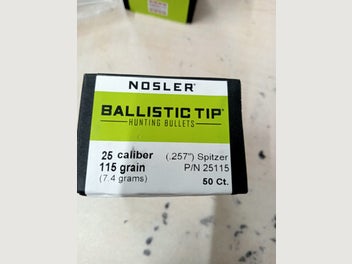 NOSLER
BALLISTIC TIP
HUNTING BULLETS
25 caliber (.257") Spitzer
115 grain P/N 25115
(7.4 grams) 50 Ct.